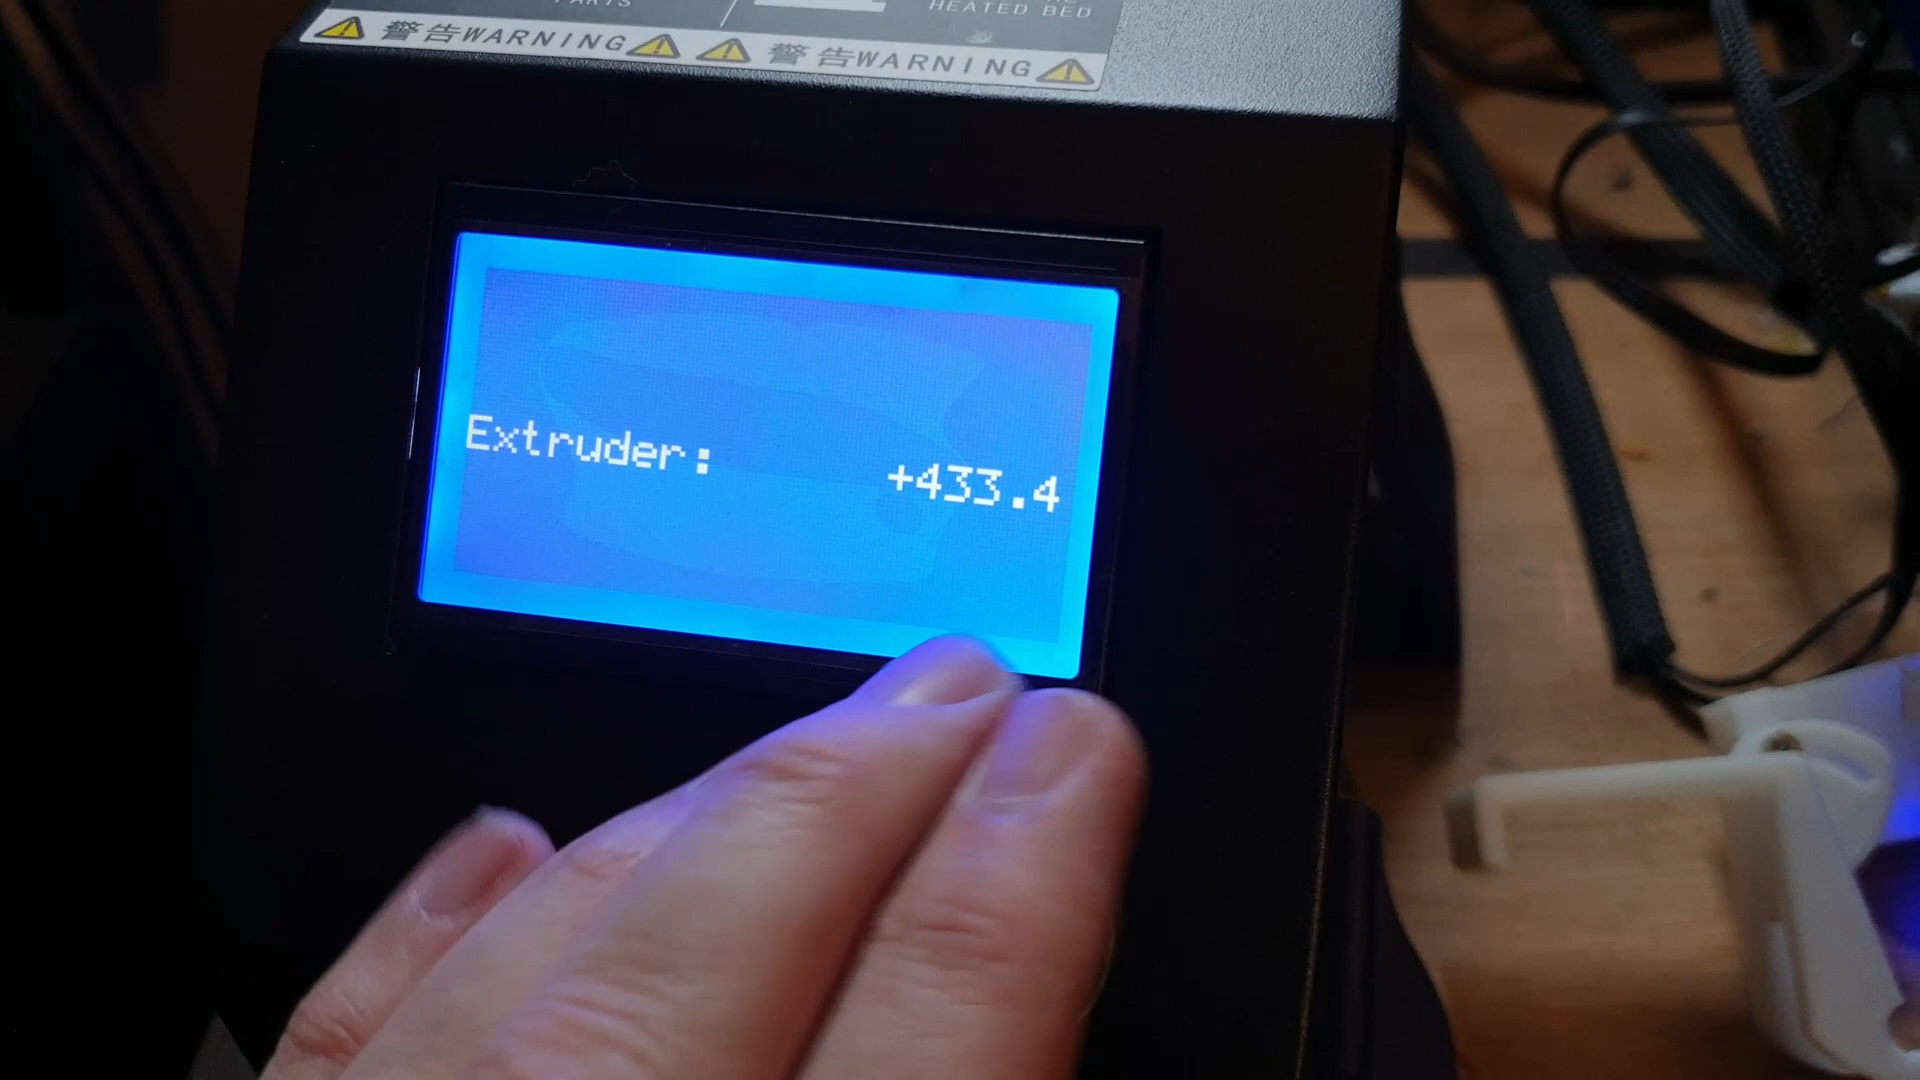 PARTS
HEATED BED
警告WARNING 警告WARNING
Extruder: +433.4